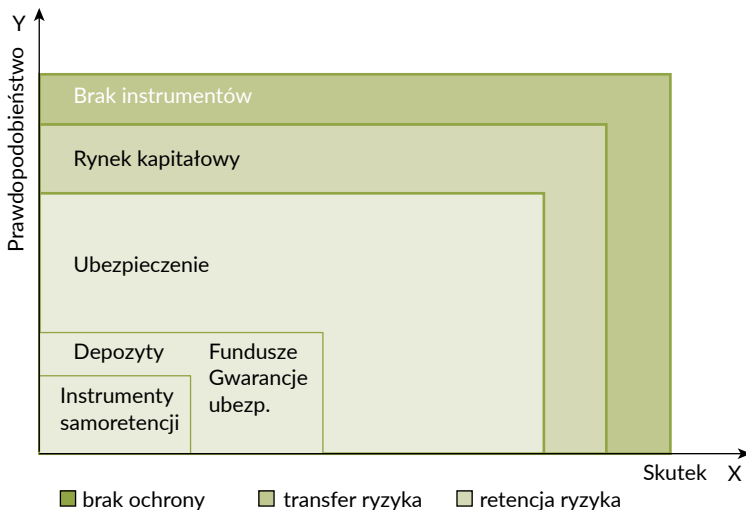 Y
Prawdopodobieństwo
Brak instrumentów
Rynek kapitałowy
Ubezpieczenie
Depozyty
Fundusze
Gwarancje
ubezp.
Instrumenty
samoretencji
Skutek X
brak ochrony transfer ryzyka retencja ryzyka